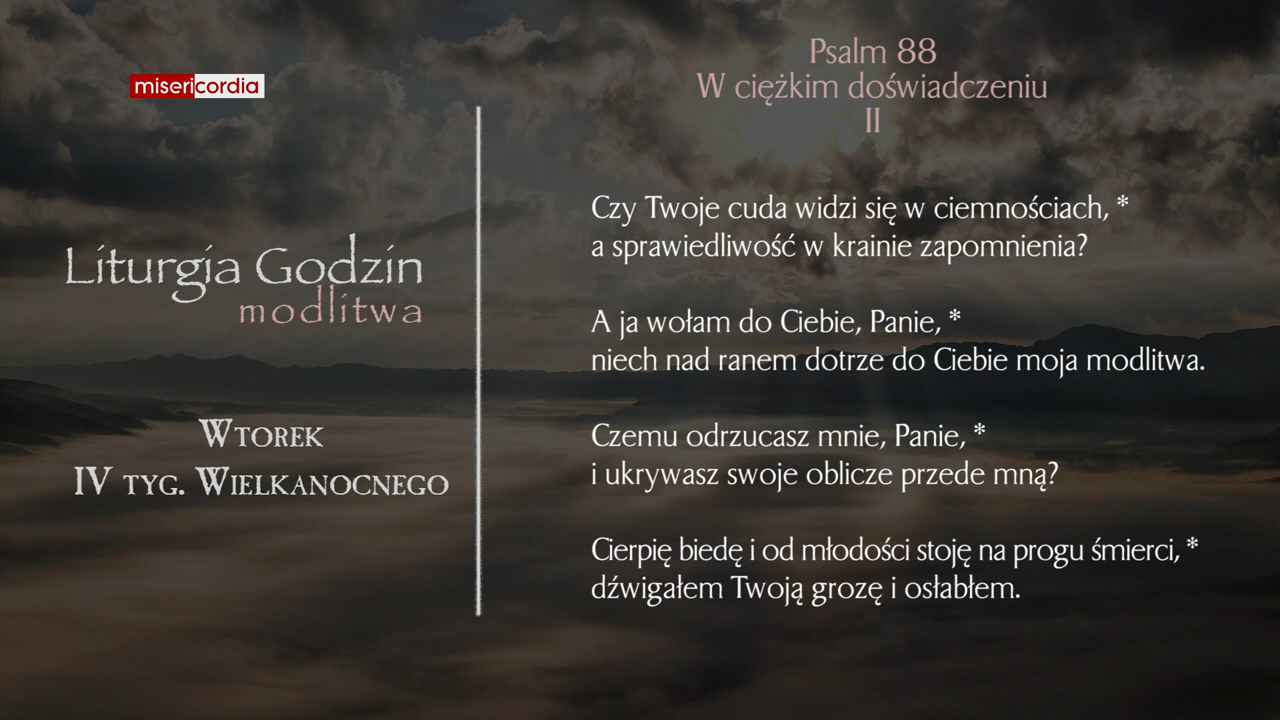 misericordia
Liturgia Godzin
modlitwa
Wtorek
IV tyg. Wielkanocnego
Psalm 88
W ciężkim doświadczeniu
II
Czy Twoje cuda widzi się w ciemnościach, *
a sprawiedliwość w krainie zapomnienia?
A ja wołam do Ciebie, Panie, *
niech nad ranem dotrze do Ciebie moja modlitwa.
Czemu odrzucasz mnie, Panie, *
i ukrywasz swoje oblicze przede mną?
Cierpię biedę i od młodości stoję na progu śmierci, *
dźwigałem Twoją grozę i osłabłem.